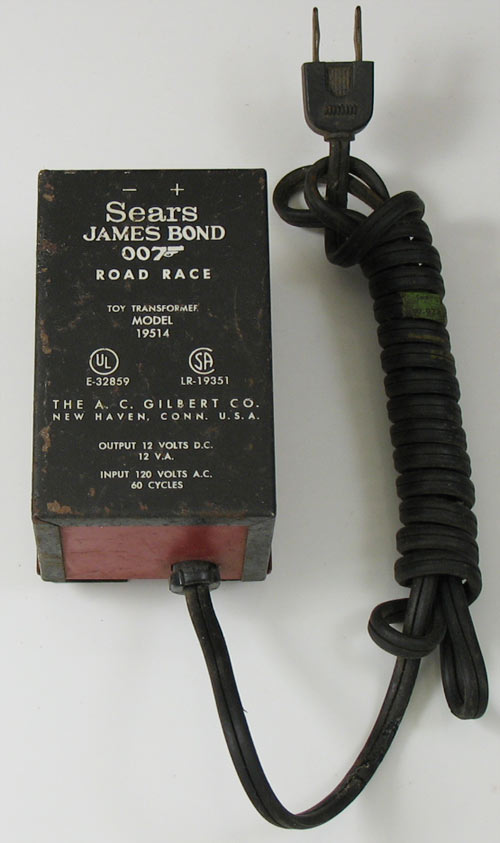 − +
Sears
JAMES BOND
007
ROAD RACE
TOY TRANSFORMER
MODEL
19514
UL SA
E-32859 LR-19351
THE A. C. GILBERT CO.
NEW HAVEN, CONN. U.S.A.
OUTPUT 12 VOLTS D.C.
12 V.A.
INPUT 120 VOLTS A.C.
60 CYCLES